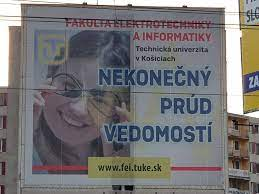 FAKULTA ELEKTROTECHNIKY
A INFORMATIKY
Technická univerzita
v Košiciach
NEKONEČNÝ
PRÚD
VEDOMOSTÍ
www.fei.tuke.sk